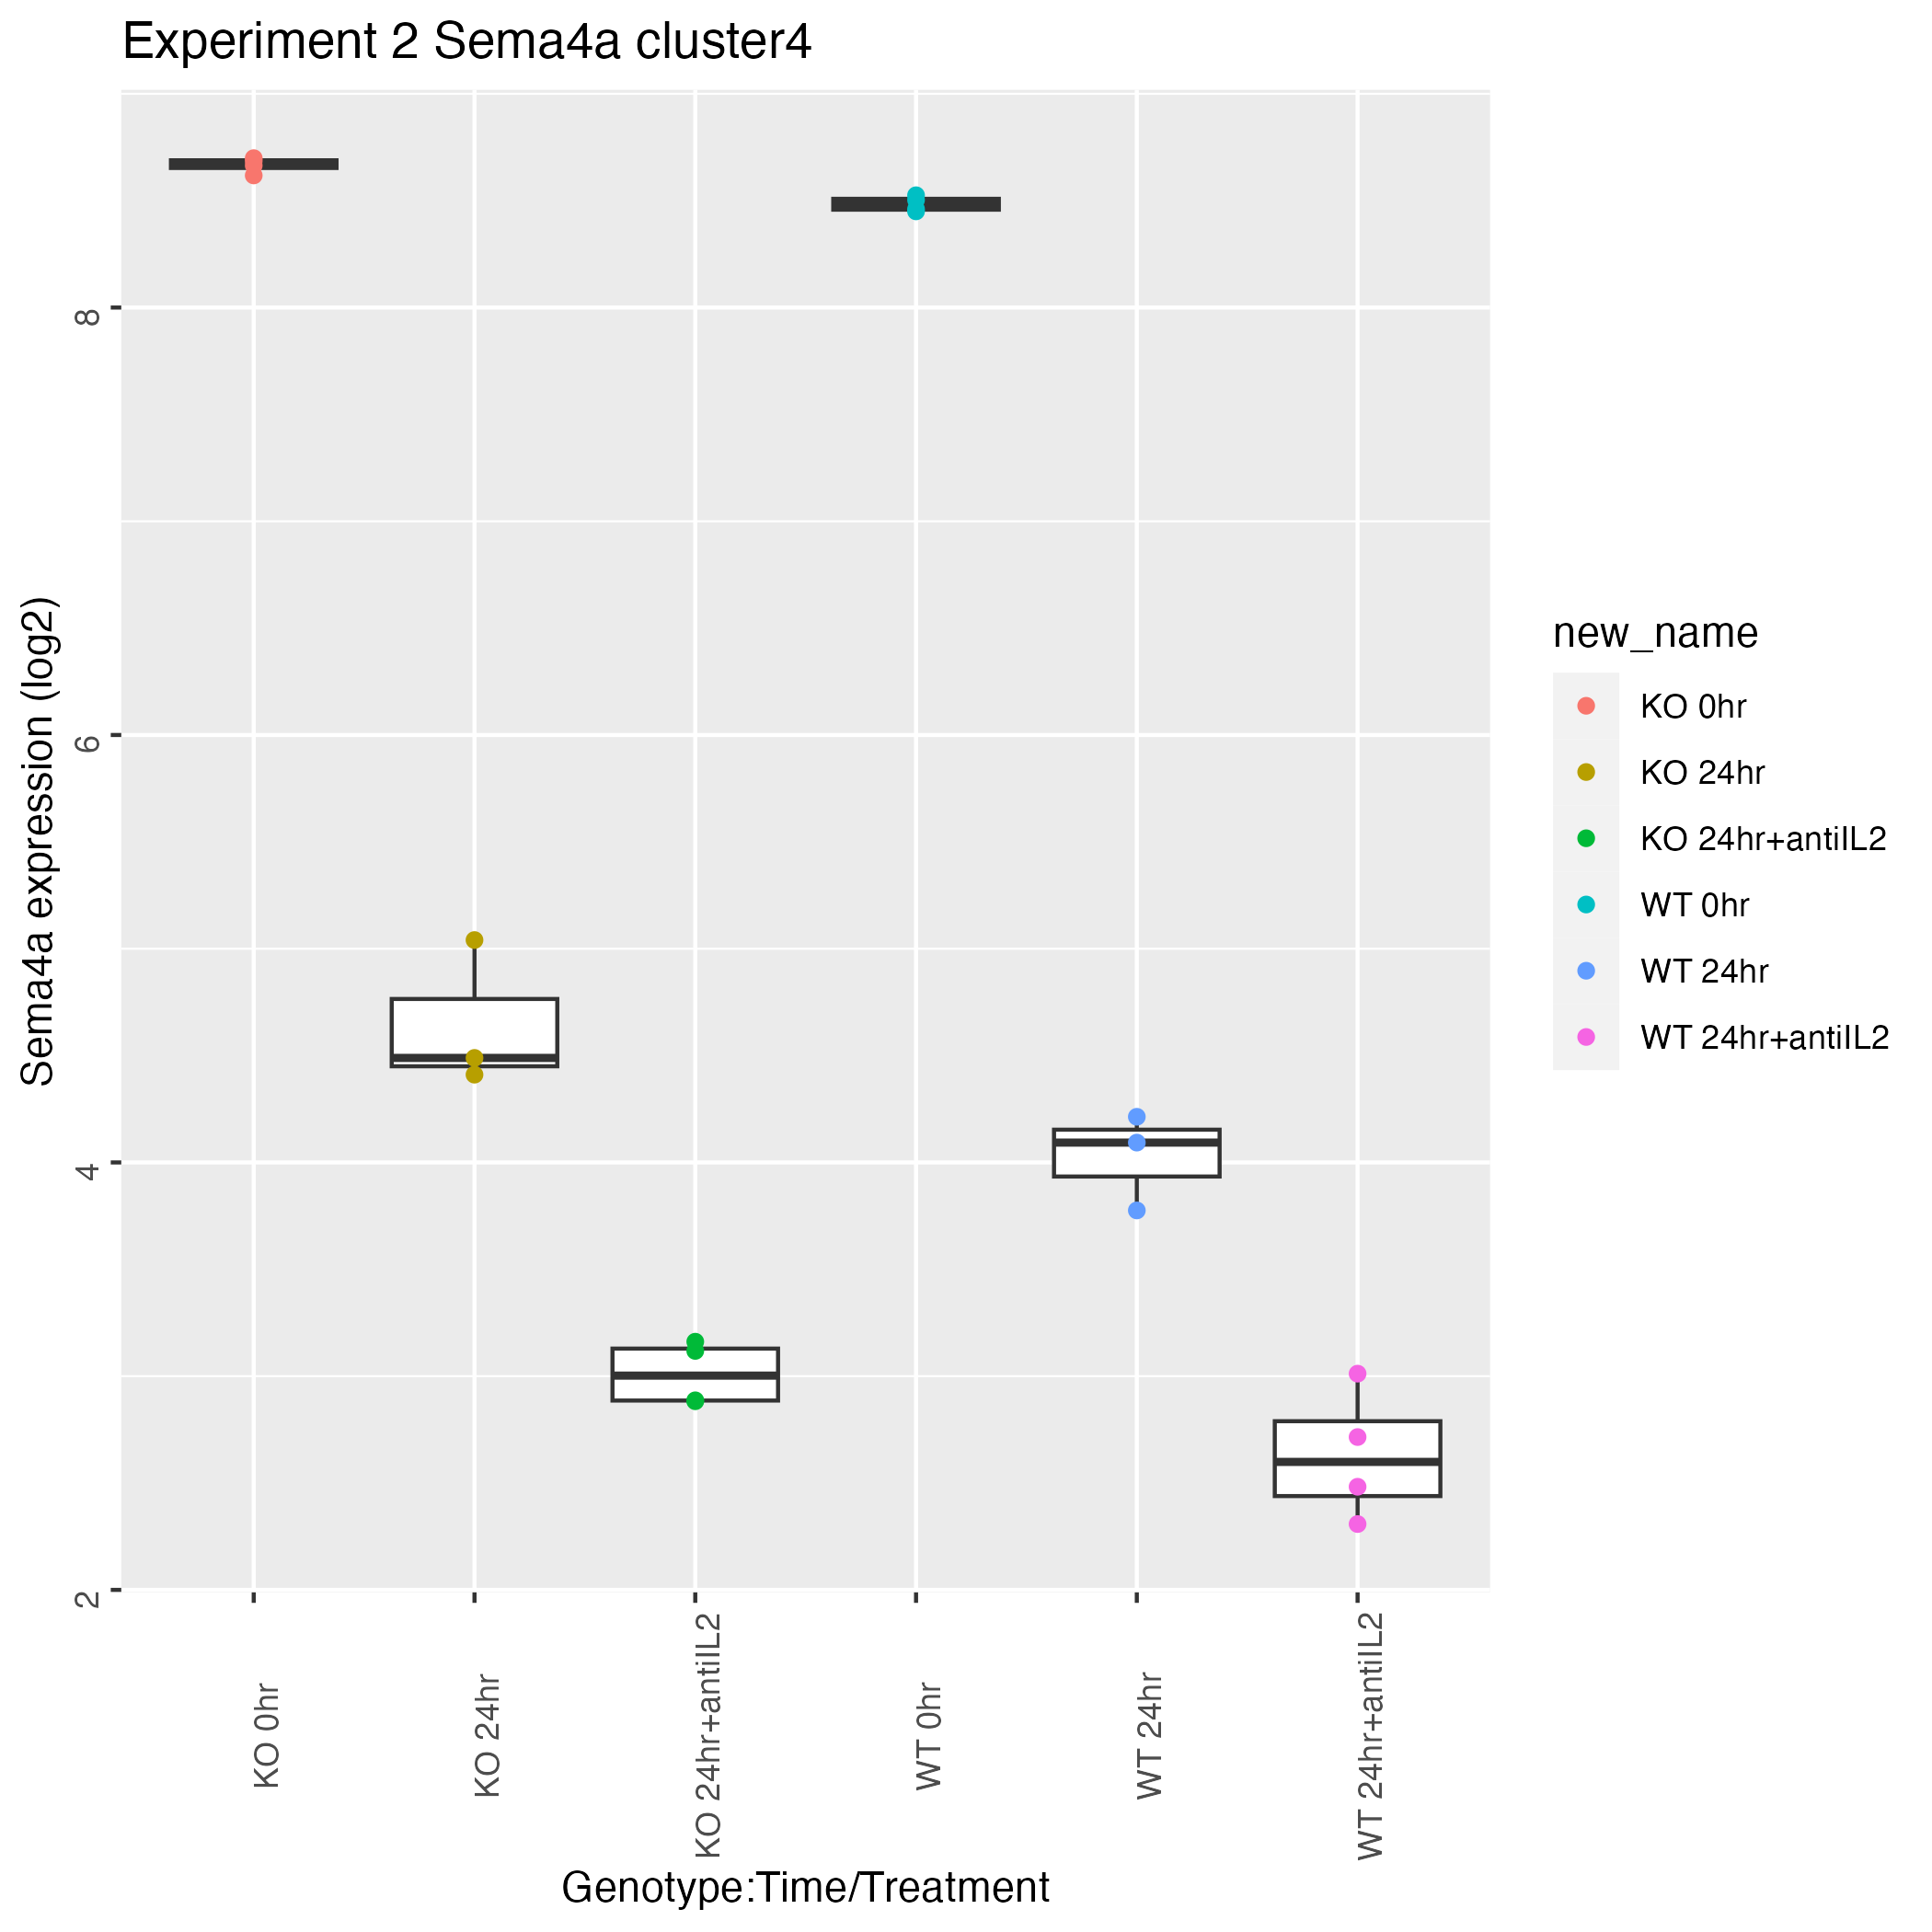 Experiment 2 Sema4a cluster4
Sema4a expression (log2)
8
6
4
2
KO 0hr
KO 24hr
KO 24hr+antiIL2
WT 0hr
WT 24hr
WT 24hr+antiIL2
Genotype:Time/Treatment
new_name
KO 0hr
KO 24hr
KO 24hr+antiIL2
WT 0hr
WT 24hr
WT 24hr+antiIL2